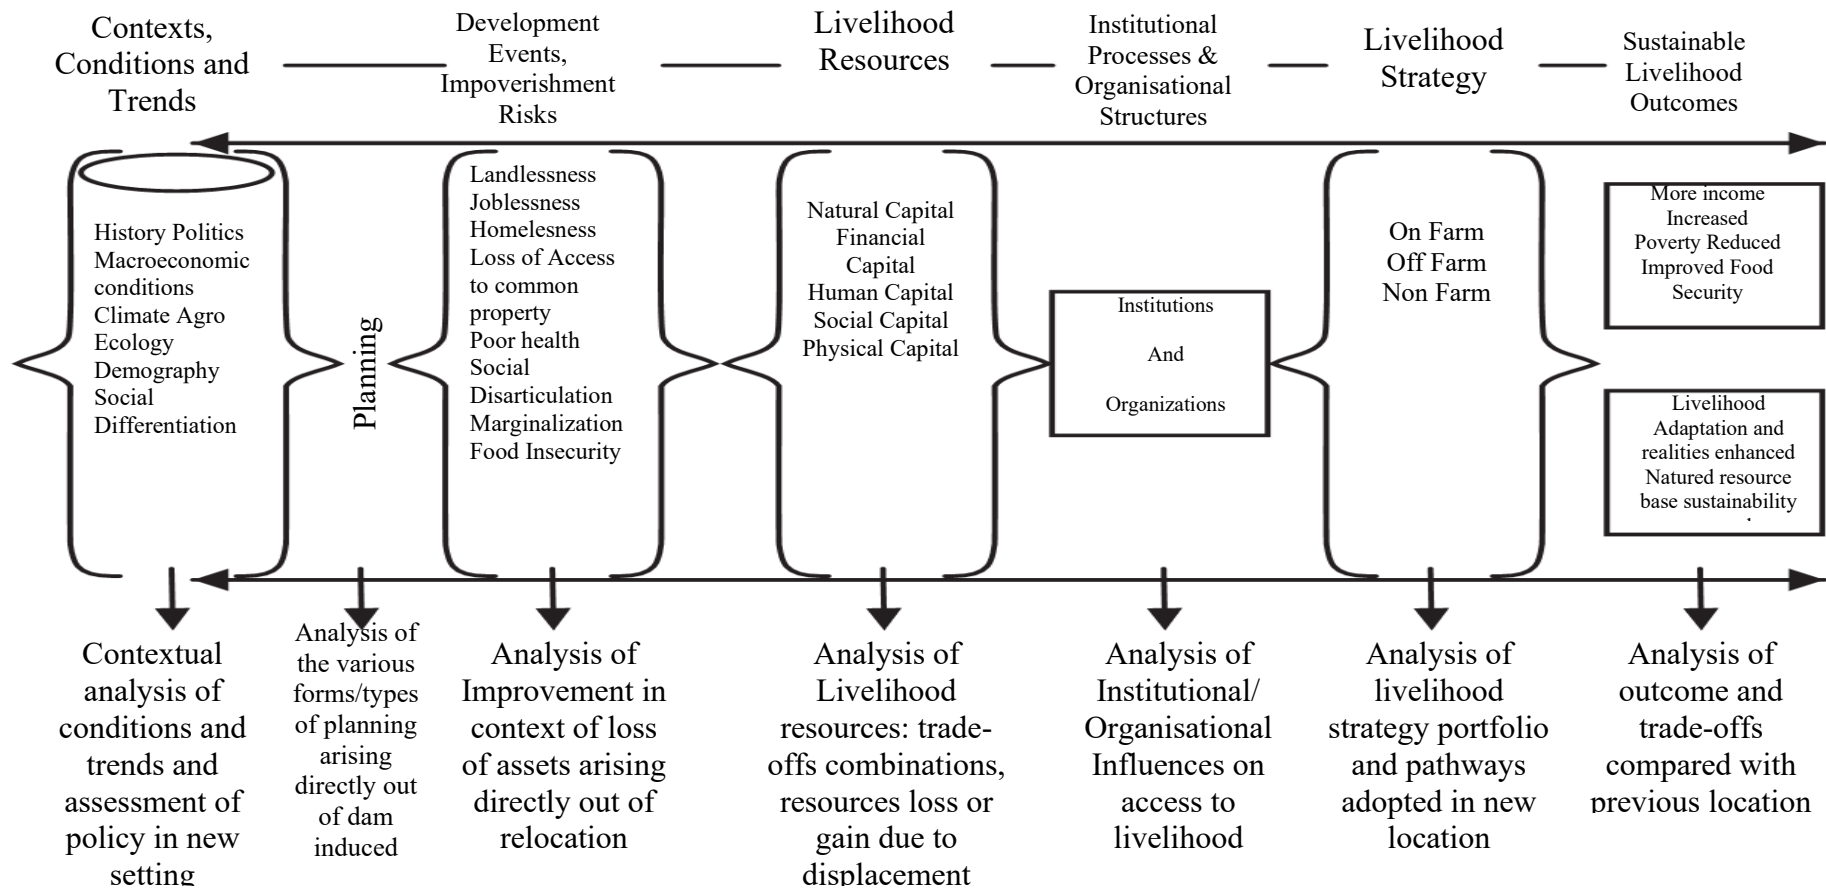 Contexts,
Conditions and
Trends
Development
Events,
Impoverishment
Risks
Livelihood
Resources
Institutional
Processes &
Organisational
Structures
Livelihood
Strategy
Sustainable
Livelihood
Outcomes
History Politics
Macroeconomic
conditions
Climate Agro
Ecology
Demography
Social
Differentiation
Planning
Landlessness
Joblessness
Homelesness
Loss of Access
to common
property
Poor health
Social
Disarticulation
Marginalization
Food Insecurity
Natural Capital
Financial
Capital
Human Capital
Social Capital
Physical Capital
Institutions
And
Organizations
On Farm
Off Farm
Non Farm
More income
Increased
Poverty Reduced
Improved Food
Security
Livelihood
Adaptation and
realities enhanced
Natured resource
base sustainability
Contextual
analysis of
conditions and
trends and
assessment of
policy in new
setting
Analysis of
the various
forms/types
of planning
arising
directly out
of dam
induced
Analysis of
Improvement in
context of loss
of assets arising
directly out of
relocation
Analysis of
Livelihood
resources: trade-
offs combinations,
resources loss or
gain due to
displacement
Analysis of
Institutional/
Organisational
Influences on
access to
livelihood
Analysis of
livelihood
strategy portfolio
and pathways
adopted in new
location
Analysis of
outcome and
trade-offs
compared with
previous location